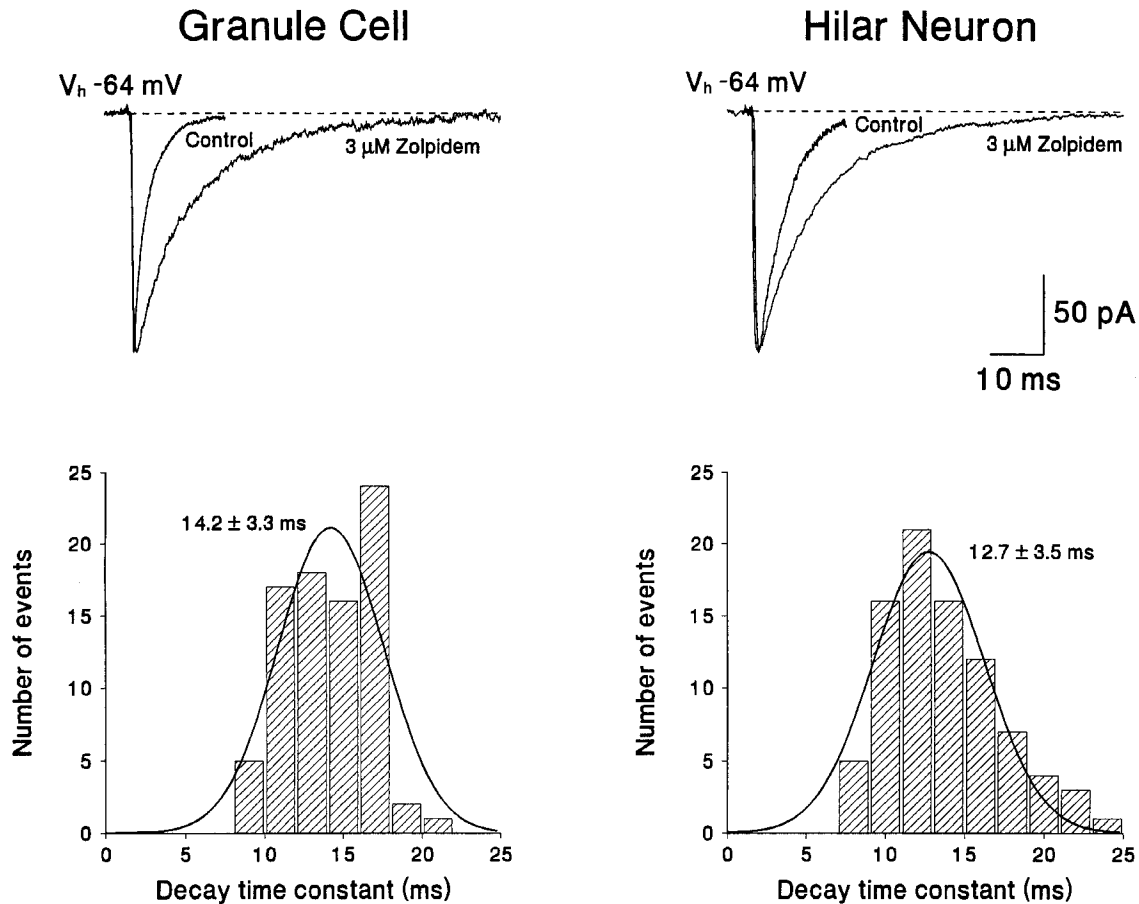 Granule Cell
Vₕ -64 mV
Control
3 μM Zolpidem
Hilar Neuron
Vₕ -64 mV
Control
3 μM Zolpidem
50 pA
10 ms
25
20
15
10
5
0
Number of events
14.2 ± 3.3 ms
0 5 10 15 20 25
Decay time constant (ms)
25
20
15
10
5
0
Number of events
12.7 ± 3.5 ms
0 5 10 15 20 25
Decay time constant (ms)